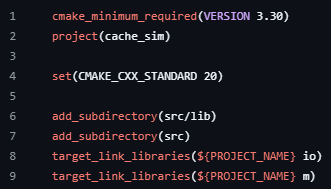 1 cmake_minimum_required(VERSION 3.30)
2 project(cache_sim)
3
4 set(CMAKE_CXX_STANDARD 20)
5
6 add_subdirectory(src/lib)
7 add_subdirectory(src)
8 target_link_libraries(${PROJECT_NAME} io)
9 target_link_libraries(${PROJECT_NAME} m)